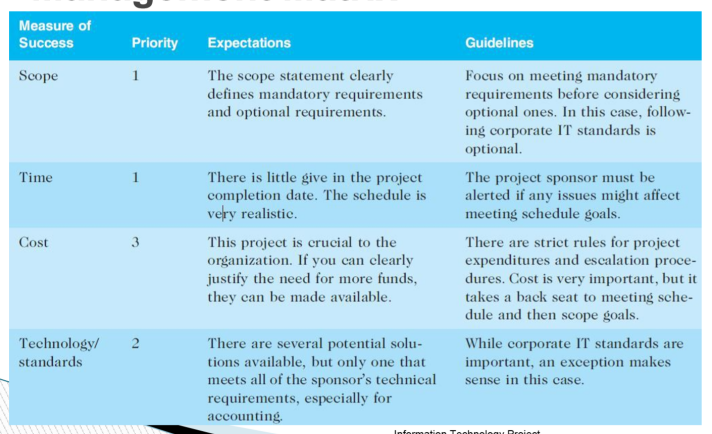 Measure of
Success Priority Expectations Guidelines
Scope 1 The scope statement clearly
defines mandatory requirements
and optional requirements.
Focus on meeting mandatory
requirements before considering
optional ones. In this case, follow-
ing corporate IT standards is
optional.
Time 1 There is little give in the project
completion date. The schedule is
very realistic.
The project sponsor must be
alerted if any issues might affect
meeting schedule goals.
Cost 3 This project is crucial to the
organization. If you can clearly
justify the need for more funds,
they can be made available.
There are strict rules for project
expenditures and escalation proce-
dures. Cost is very important, but it
takes a back seat to meeting sche-
dule and then scope goals.
Technology/
standards
2 There are several potential solu-
tions available, but only one that
meets all of the sponsor's technical
requirements, especially for
accounting.
While corporate IT standards are
important, an exception makes
sense in this case.
Information Technology Project